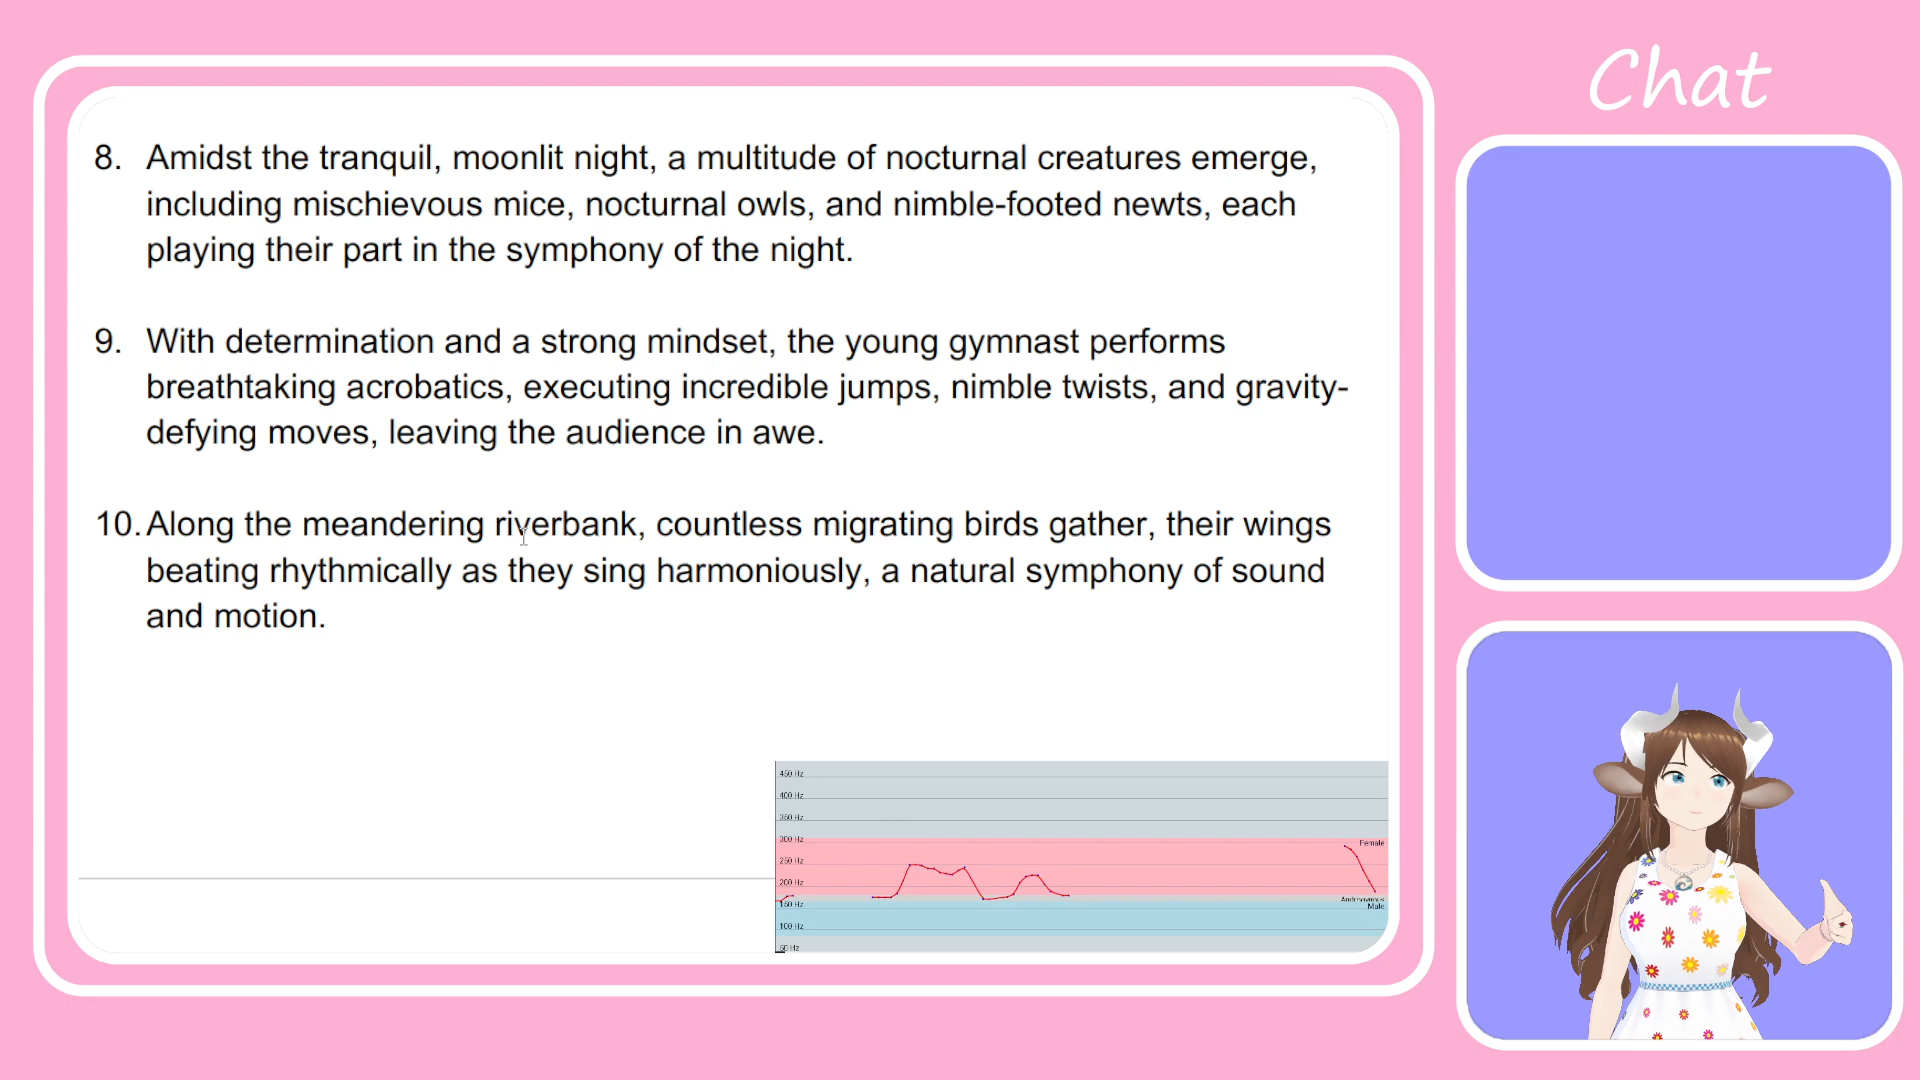 Chat
8. Amidst the tranquil, moonlit night, a multitude of nocturnal creatures emerge,
including mischievous mice, nocturnal owls, and nimble-footed newts, each
playing their part in the symphony of the night.
9. With determination and a strong mindset, the young gymnast performs
breathtaking acrobatics, executing incredible jumps, nimble twists, and gravity-
defying moves, leaving the audience in awe.
10. Along the meandering riverbank, countless migrating birds gather, their wings
beating rhythmically as they sing harmoniously, a natural symphony of sound
and motion.
450 Hz
400 Hz
350 Hz
300 Hz
Female
250 Hz
200 Hz
Androgynous
150 Hz
Male
100 Hz
50 Hz